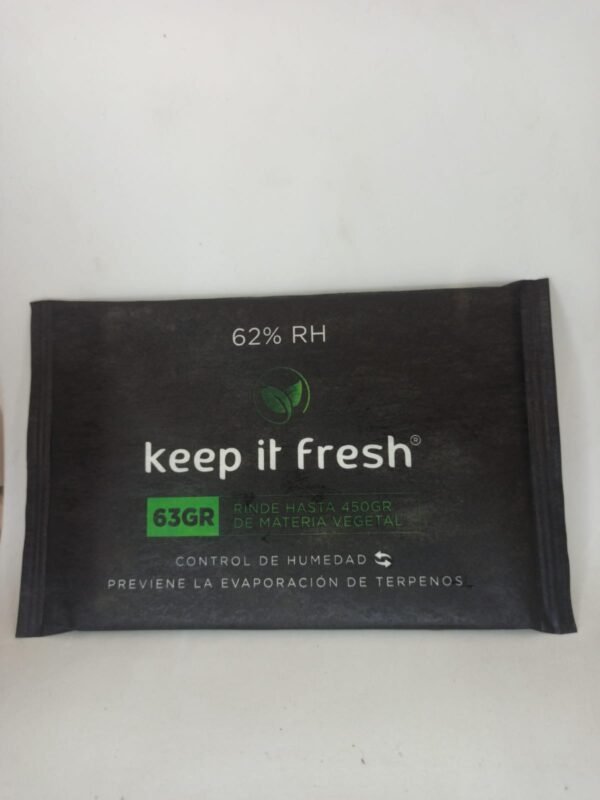 62% RH
keep it fresh®
63GR
RINDE HASTA 450GR
DE MATERIA VEGETAL
CONTROL DE HUMEDAD
PREVIENE LA EVAPORACIÓN DE TERPENOS